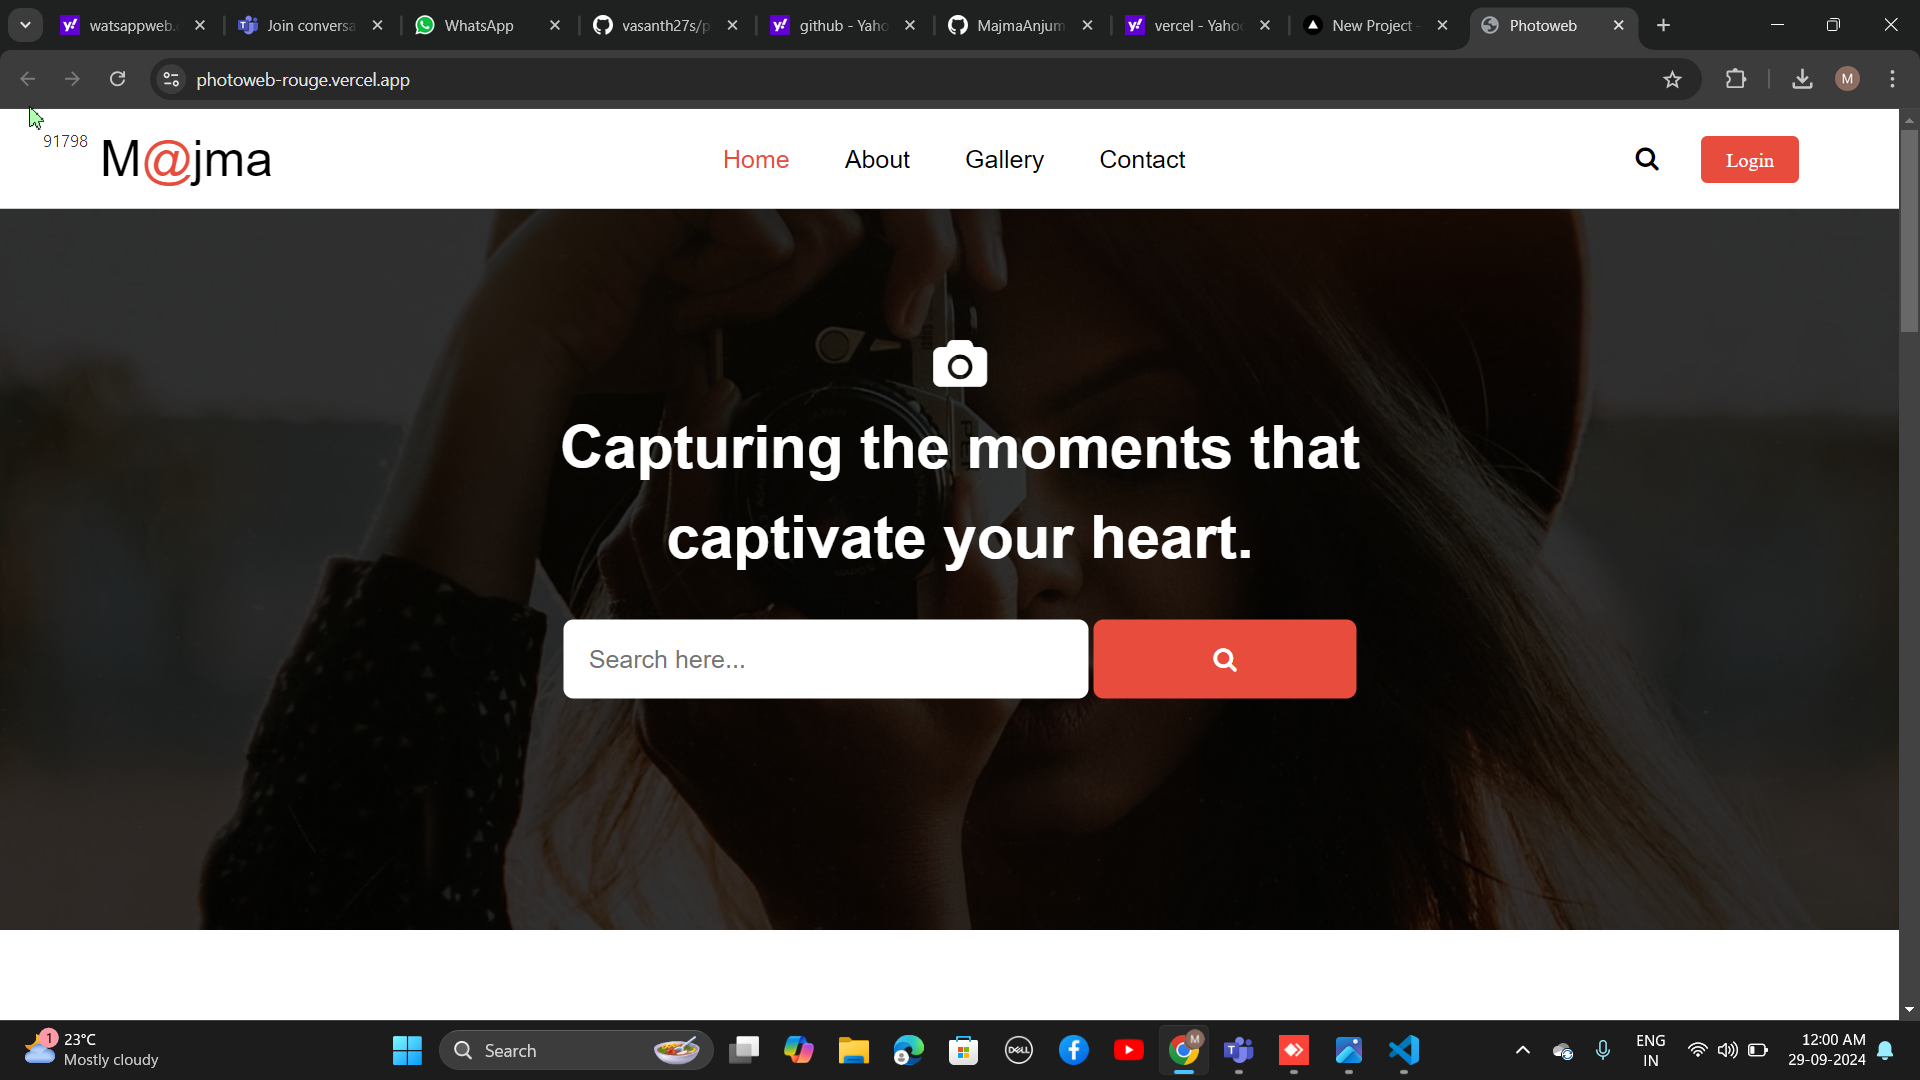 watsappweb.
Join conversa
WhatsApp
vasanth27s/p
github - Yaho
MajmaAnjum
vercel - Yaho
New Project -
Photoweb
photoweb-rouge.vercel.app
M
91798
M@jma
Home
About
Gallery
Contact
Login
Capturing the moments that
captivate your heart.
Search here...
1
23°C
Mostly cloudy
Search
DELL
M
ENG
IN
12:00 AM
29-09-2024